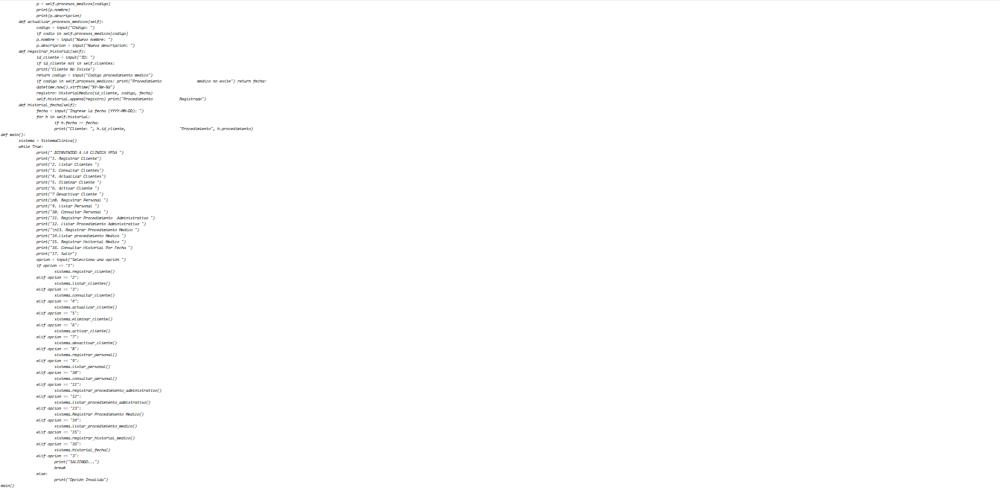 p = self.procesos_medicos[codigo]
print(p.nombre)
print(p.descripcion)
def actualizar_procesos_medicos(self):
codigo = input("Código: ")
if codio in self.procesos_medicos[codigo]
p.nombre = input("Nuevo nombre: ")
p.descripcion = input("Nueva descripcion: ")
def regsitrar_historial(self):
id_cliente = input("ID: ")
if id_cliente not in self.clientes:
print("Cliente No Existe")
return codigo = input("Codigo procedimiento medico")
if codigo in self.procesos_medicos: print("Procedimiento medico no exite") return fecha=
datetime.now().strftime("%Y-%m-%d")
registro= HistorialMedico(id_cliente, codigo, fecha)
self.historial.append(registro) print("Procedimiento Registrado")
def historial_fecha(self):
fecha = input("Ingrese la fecha (YYYY-MM-DD): ")
for h in self.historial:
if h.fecha == fecha:
print("Cliente: ", h.id_cliente, "Procedimiento", h.procedimiento)
def main():
sistema = SistemaClinica()
while True:
print(" BIENVENIDO A LA CLINICA YPSA ")
print("1. Registrar Cliente")
print("2. Listar Clientes ")
print("3. Consultar Clientes")
print("4. Actualizar Clientes")
print("5. Eliminar Cliente ")
print("6. Activar Cliente ")
print("7 Desactivar Cliente ")
print(\n8. Registrar Personal ")
print("9. Listar Personal ")
print("10. Consultar Personal ")
print("11. Registrar Procedimiento Administrativo ")
print("12. Listar Procedimiento Administrativo ")
print("\n13. Registrar Procedimiento Medico ")
print("14.Listar procedimiento Medico ")
print("15. Registrar Hsitorial Medico ")
print("16. Consultar Historial Por Fecha ")
print("17. Salir")
opcion = input("Selecciona una opción ")
if opcion == "1":
sistema.registrar_cliente()
elif opcion == "2":
sistema.listar_clientes()
elif opcion == "3":
sistema.consultar_cliente()
elif opcion == "4":
sistema.actualizar_cliente()
elif opcion == "5":
sistema.eliminar_cliente()
elif opcion == "6":
sistema.activar_cliente()
elif opcion == "7":
sistema.desactivar_cliente()
elif opcion == "8":
sistema.registrar_personal()
elif opcion == "9":
sistema.listar_personal()
elif opcion == "10":
sistema.consultar_personal()
elif opcion == "11":
sistema.registrar_procedimiento_administrativo()
elif opcion == "12":
sistema.listar_procedimiento_admistrativo()
elif opcion == "13":
sistema.Registrar Procedimiento Medico()
elif opcion == "14":
sistema.listar_procedimiento_medico()
elif opcion == "15":
sistema.registrar_historial_medico()
elif opcion == "16":
sistema.historial_fecha()
elif opcion == "3":
print("SALIENDO...")
break
else:
print("Opción Invalida")
main()